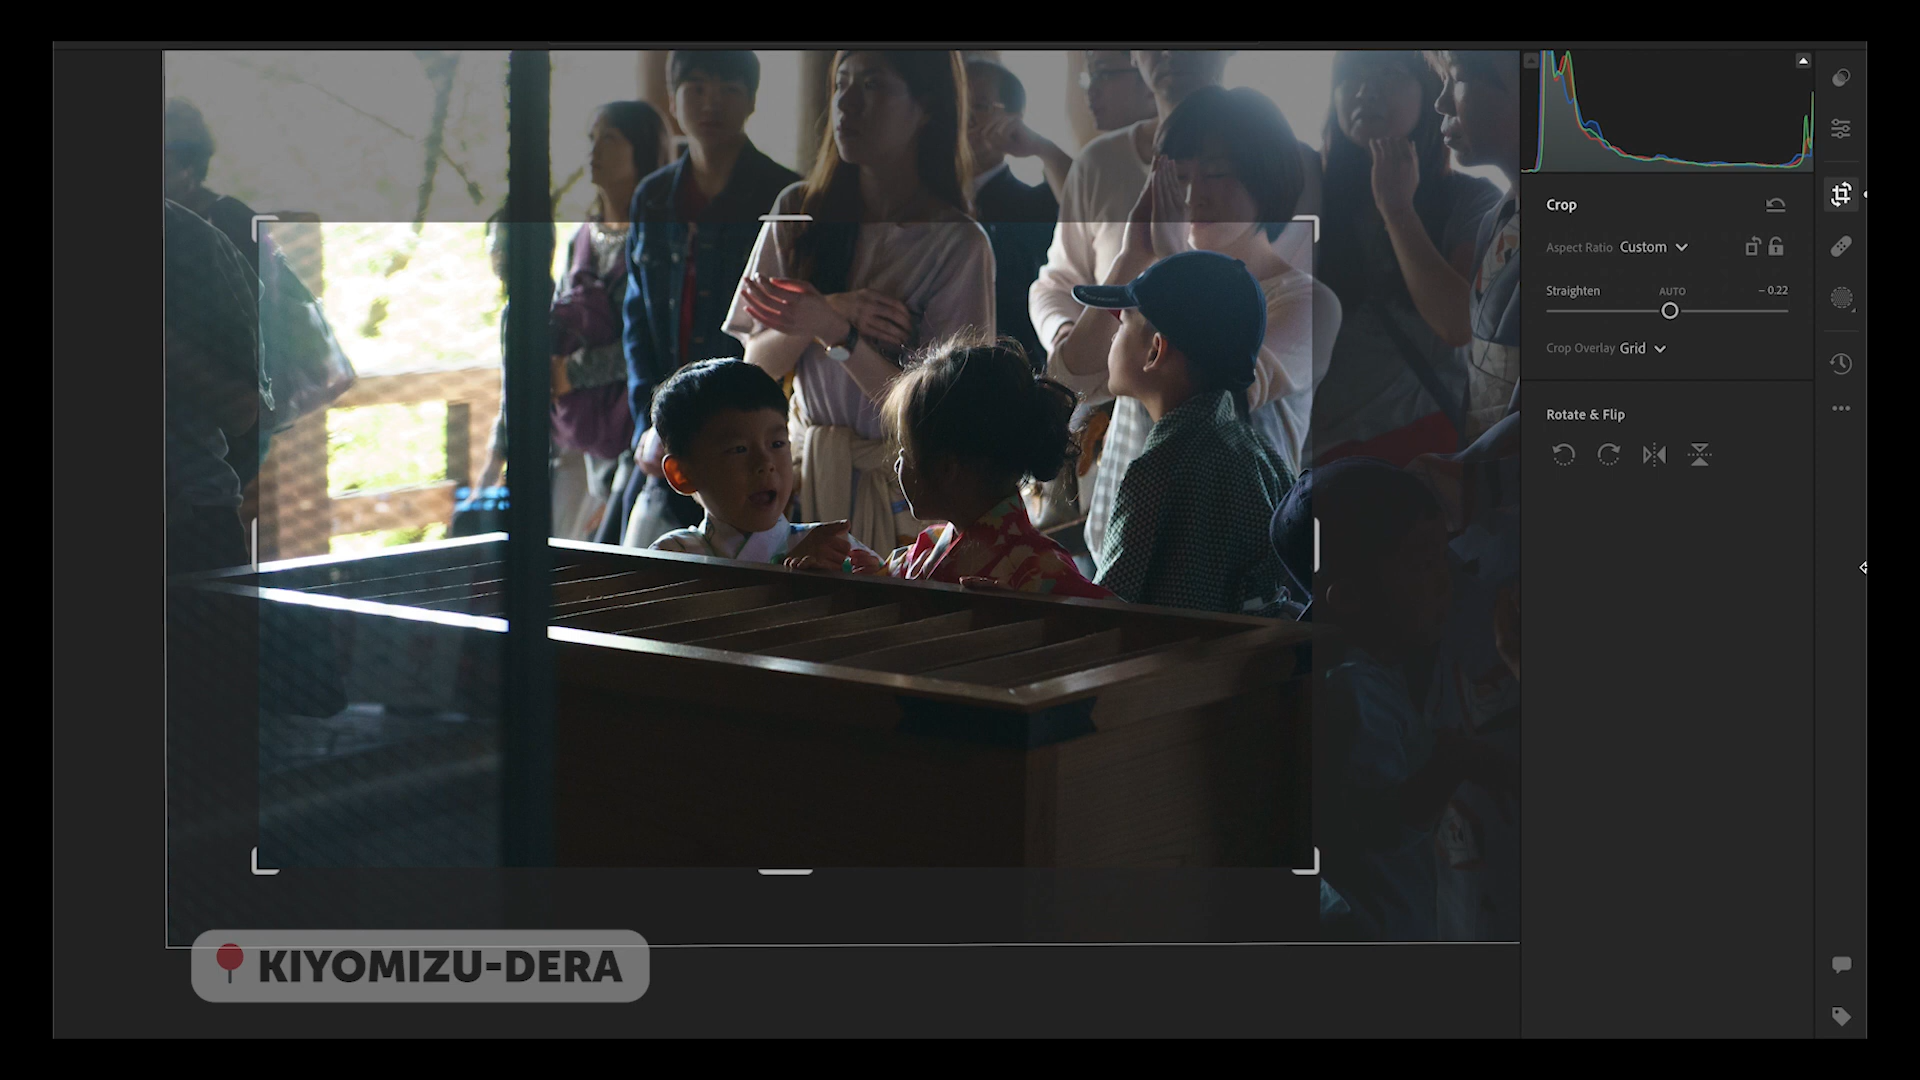 Crop
Aspect Ratio Custom
Straighten AUTO – 0.22
Crop Overlay Grid
Rotate & Flip
KIYOMIZU-DERA